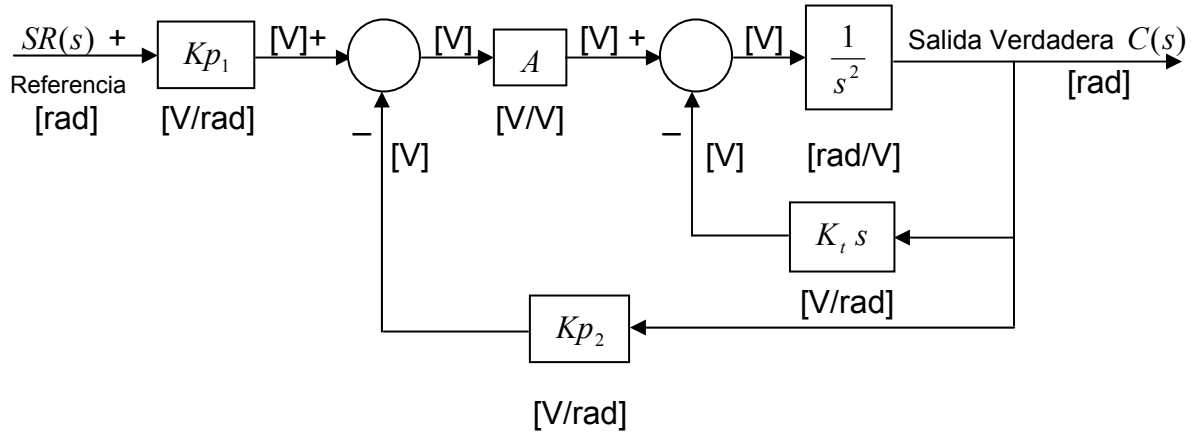 SR(s) +
Referencia
[rad]
Kp₁
[V/rad]
[V]+
[V]
A
[V/V]
[V] +
[V]
1
s²
[rad/V]
Salida Verdadera C(s)
[rad]
−
[V]
−
[V]
Kₜ s
[V/rad]
Kp₂
[V/rad]